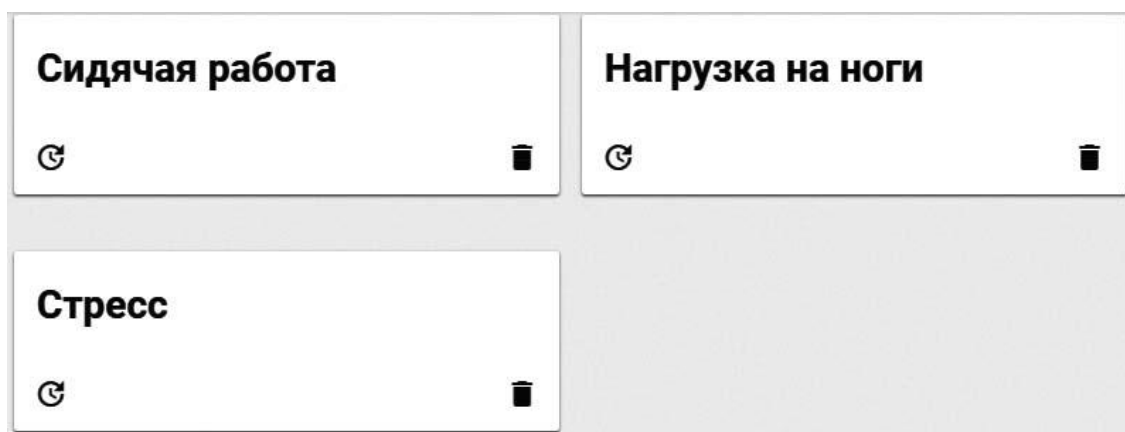 Сидячая работа
Нагрузка на ноги
Стресс